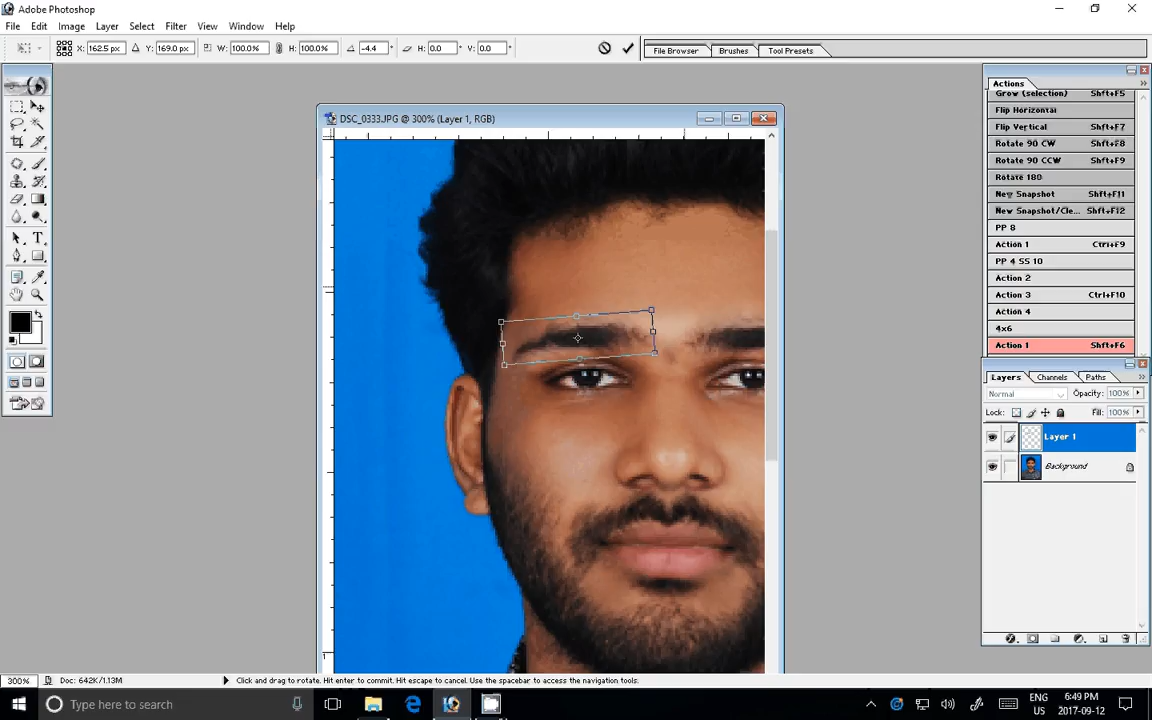 Adobe Photoshop
File Edit Image Layer Select Filter View Window Help
X: 162.5 px Y: 169.0 px W: 100.0% H: 100.0% -4.4 ° H: 0.0 ° V: 0.0 °
File Browser Brushes Tool Presets
DSC_0333.JPG @ 300% (Layer 1, RGB)
Actions
Grow (selection) Shft+F5
Flip Horizontal
Flip Vertical Shft+F7
Rotate 90 CW Shft+F8
Rotate 90 CCW Shft+F9
Rotate 180
New Snapshot Shft+F11
New Snapshot/Cle... Shft+F12
PP 8
Action 1 Ctrl+F9
PP 4 SS 10
Action 2
Action 3 Ctrl+F10
Action 4
4x6
Action 1 Shft+F6
Layers Channels Paths
Normal Opacity: 100%
Lock: Fill: 100%
Layer 1
Background
300% Doc: 642K/1.13M Click and drag to rotate. Hit enter to commit. Hit escape to cancel. Use the spacebar to access the navigation tools.
Type here to search
ENG
US
6:49 PM
2017-09-12